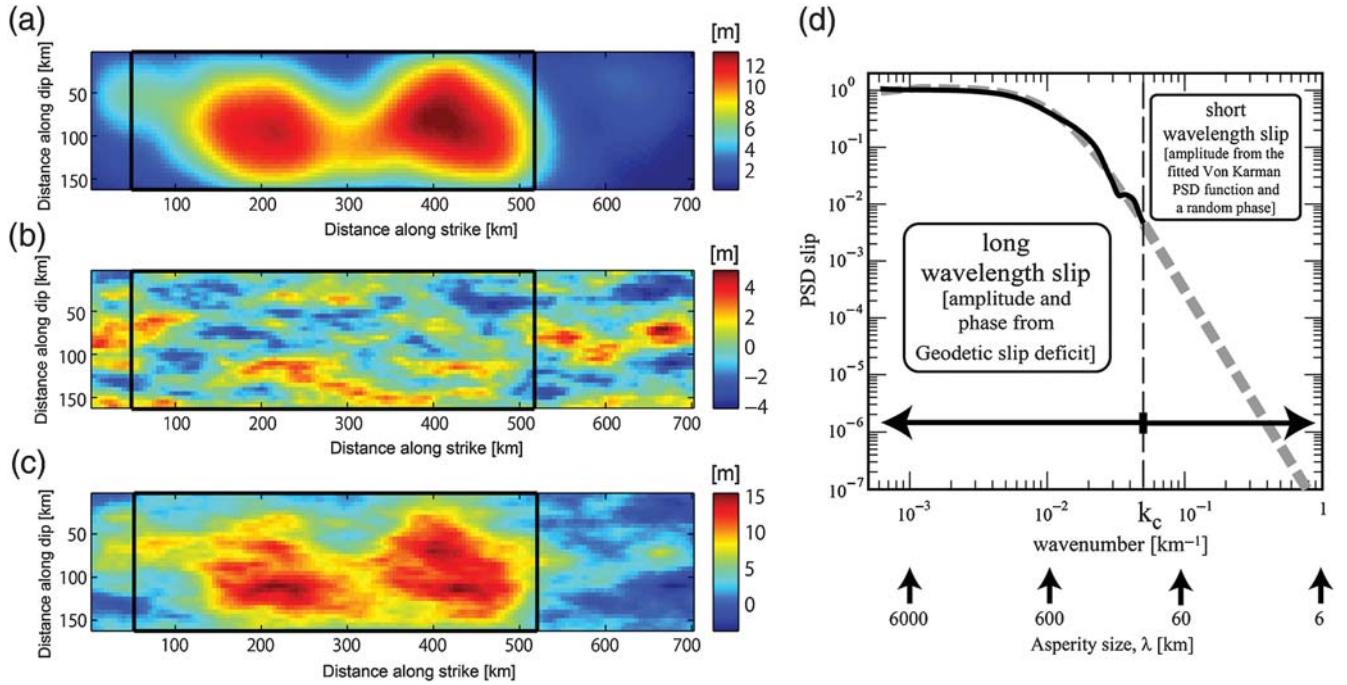 (a)
[m]
Distance along dip [km]
50
100
150
100 200 300 400 500 600 700
Distance along strike [km]
12
10
8
6
4
2
(b)
[m]
Distance along dip [km]
50
100
150
100 200 300 400 500 600 700
Distance along strike [km]
4
2
0
−2
−4
(c)
[m]
Distance along dip [km]
50
100
150
100 200 300 400 500 600 700
Distance along strike [km]
15
10
5
0
(d)
PSD slip
10^0
10^-1
10^-2
10^-3
10^-4
10^-5
10^-6
10^-7
short
wavelength slip
[amplitude from the
fitted Von Karman
PSD function and
a random phase]
long
wavelength slip
[amplitude and
phase from
Geodetic slip deficit]
10^-3 10^-2 k_c 10^-1 1
wavenumber [km^-1]
6000 600 60 6
Asperity size, λ [km]